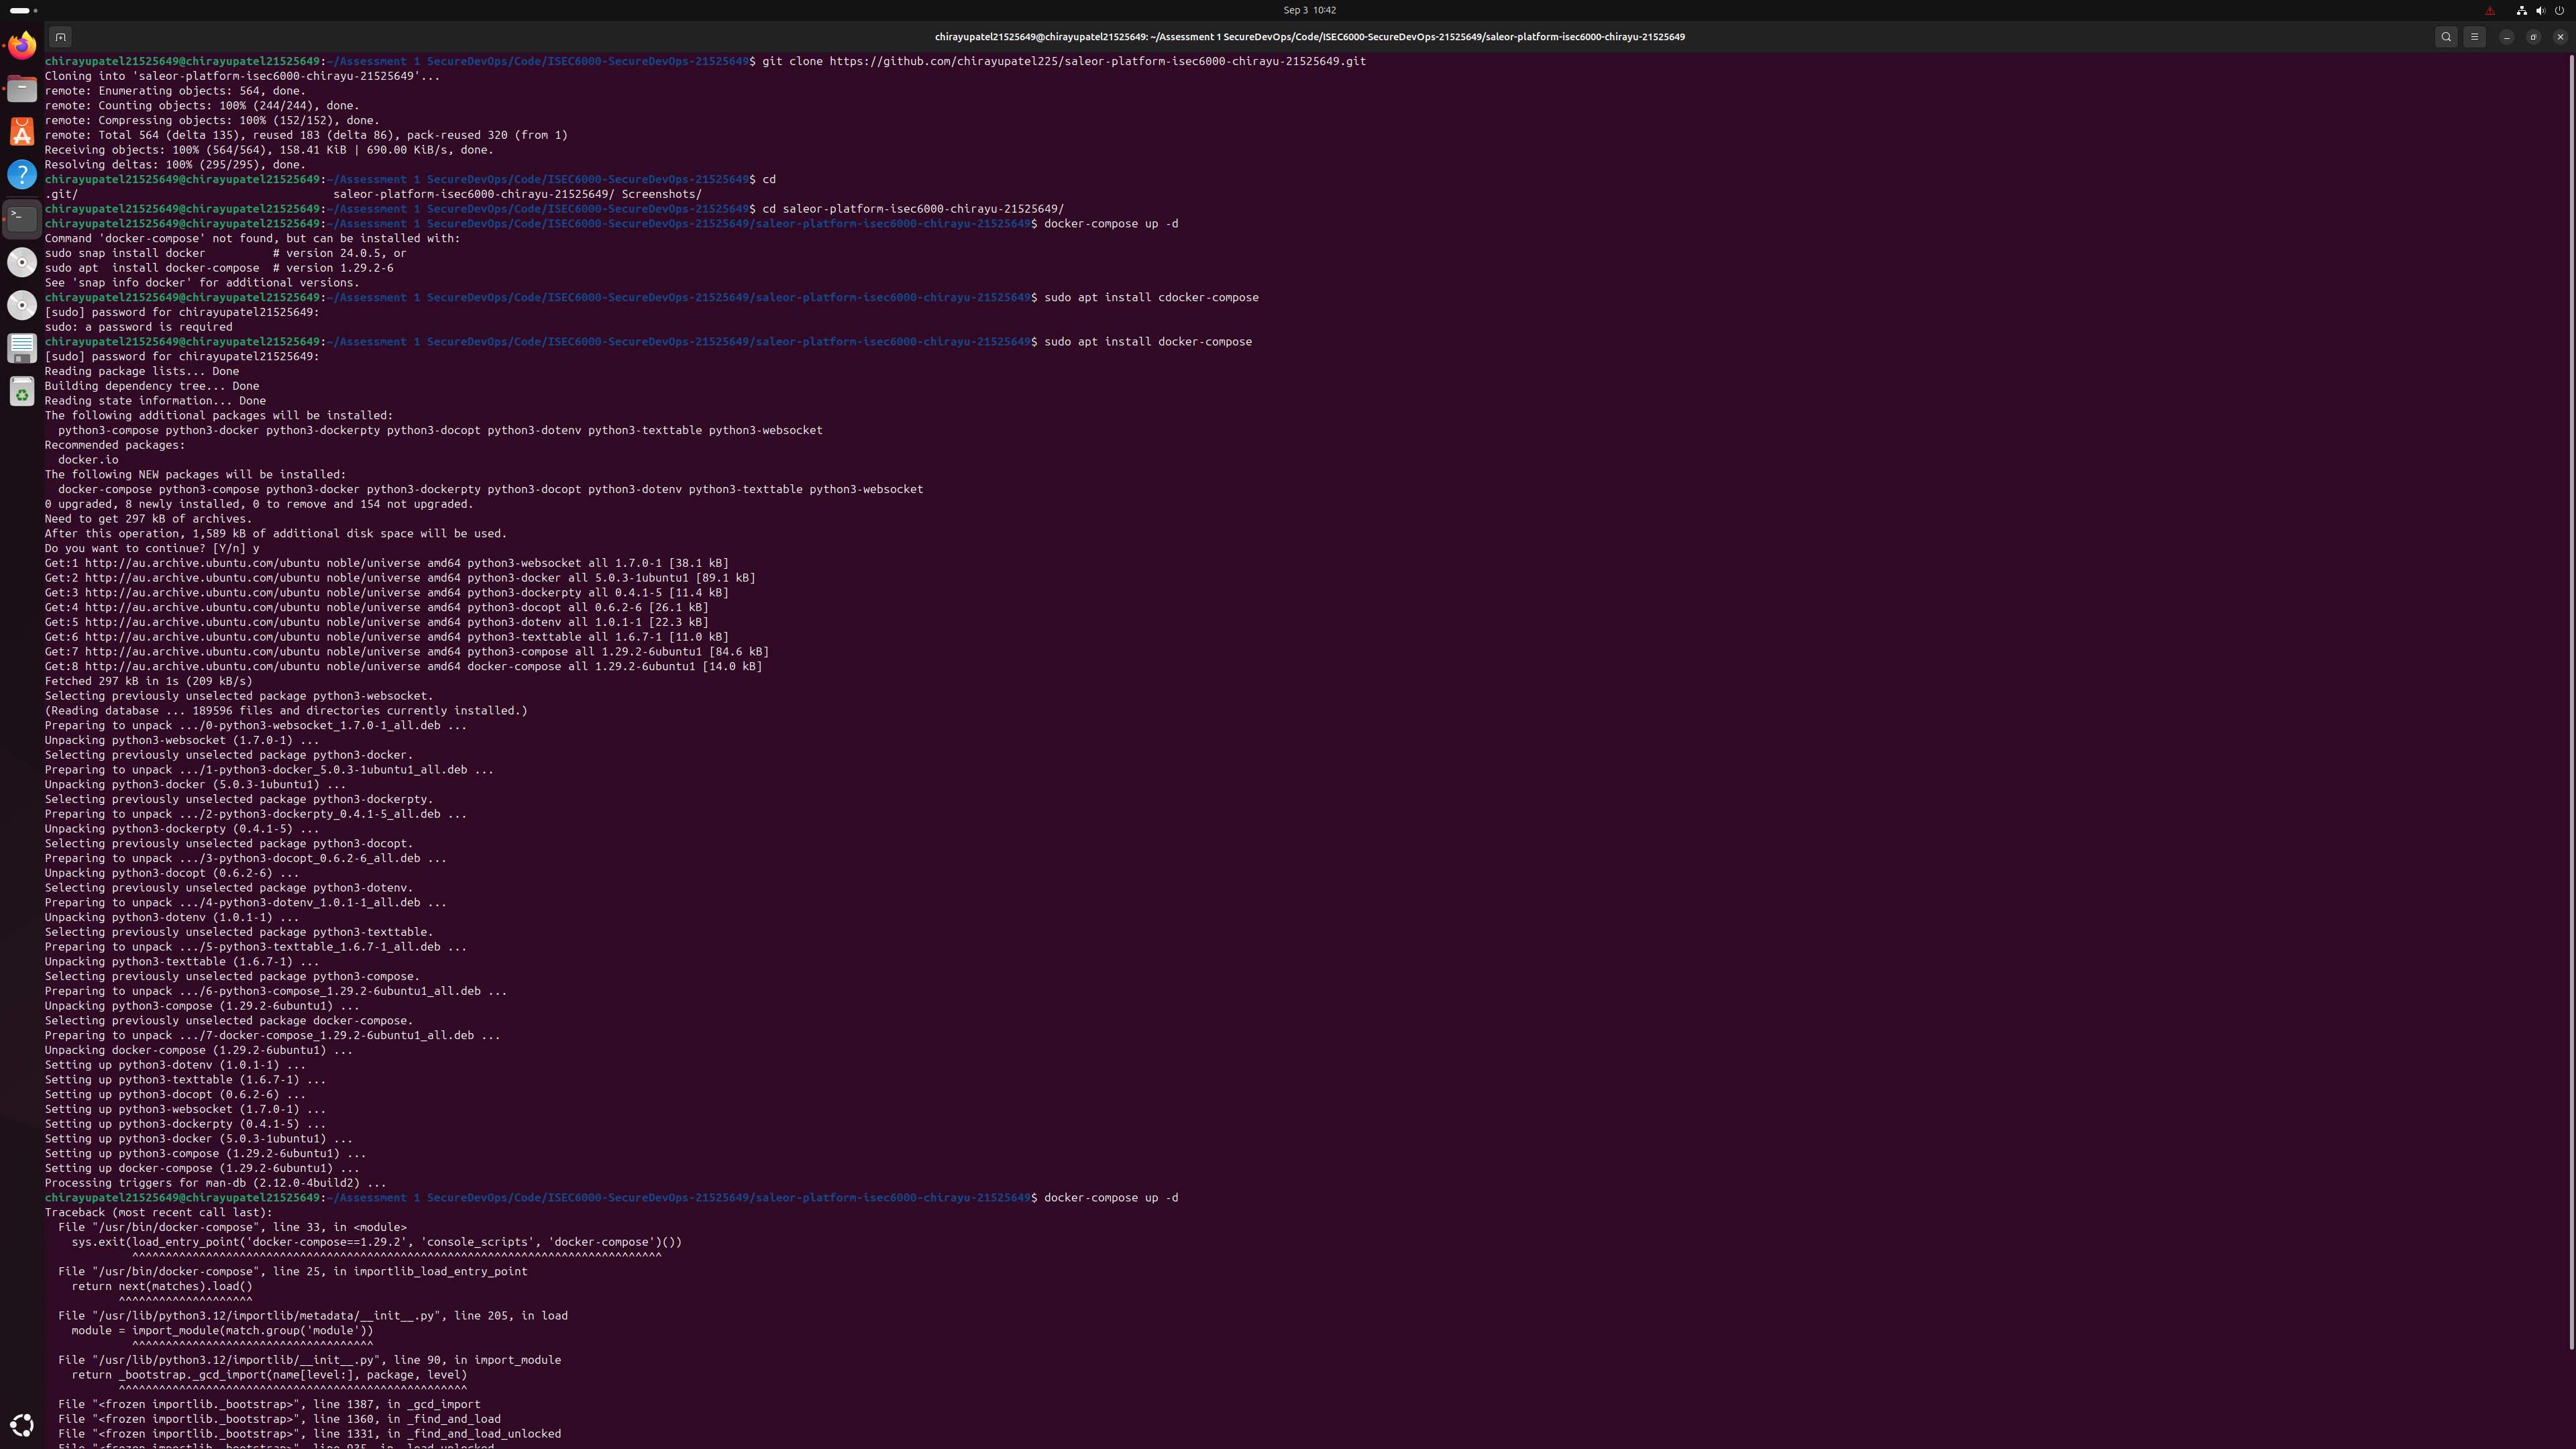 Sep 3 10:42
chirayupatel21525649@chirayupatel21525649: ~/Assessment 1 SecureDevOps/Code/ISEC6000-SecureDevOps-21525649/saleor-platform-isec6000-chirayu-21525649
chirayupatel21525649@chirayupatel21525649:~/Assessment 1 SecureDevOps/Code/ISEC6000-SecureDevOps-21525649$ git clone https://github.com/chirayupatel225/saleor-platform-isec6000-chirayu-21525649.git
Cloning into 'saleor-platform-isec6000-chirayu-21525649'...
remote: Enumerating objects: 564, done.
remote: Counting objects: 100% (244/244), done.
remote: Compressing objects: 100% (152/152), done.
remote: Total 564 (delta 135), reused 183 (delta 86), pack-reused 320 (from 1)
Receiving objects: 100% (564/564), 158.41 KiB | 690.00 KiB/s, done.
Resolving deltas: 100% (295/295), done.
chirayupatel21525649@chirayupatel21525649:~/Assessment 1 SecureDevOps/Code/ISEC6000-SecureDevOps-21525649$ cd
.git/                                      saleor-platform-isec6000-chirayu-21525649/ Screenshots/
chirayupatel21525649@chirayupatel21525649:~/Assessment 1 SecureDevOps/Code/ISEC6000-SecureDevOps-21525649$ cd saleor-platform-isec6000-chirayu-21525649/
chirayupatel21525649@chirayupatel21525649:~/Assessment 1 SecureDevOps/Code/ISEC6000-SecureDevOps-21525649/saleor-platform-isec6000-chirayu-21525649$ docker-compose up -d
Command 'docker-compose' not found, but can be installed with:
sudo snap install docker          # version 24.0.5, or
sudo apt  install docker-compose  # version 1.29.2-6
See 'snap info docker' for additional versions.
chirayupatel21525649@chirayupatel21525649:~/Assessment 1 SecureDevOps/Code/ISEC6000-SecureDevOps-21525649/saleor-platform-isec6000-chirayu-21525649$ sudo apt install cdocker-compose
[sudo] password for chirayupatel21525649:
sudo: a password is required
chirayupatel21525649@chirayupatel21525649:~/Assessment 1 SecureDevOps/Code/ISEC6000-SecureDevOps-21525649/saleor-platform-isec6000-chirayu-21525649$ sudo apt install docker-compose
[sudo] password for chirayupatel21525649:
Reading package lists... Done
Building dependency tree... Done
Reading state information... Done
The following additional packages will be installed:
  python3-compose python3-docker python3-dockerpty python3-docopt python3-dotenv python3-texttable python3-websocket
Recommended packages:
  docker.io
The following NEW packages will be installed:
  docker-compose python3-compose python3-docker python3-dockerpty python3-docopt python3-dotenv python3-texttable python3-websocket
0 upgraded, 8 newly installed, 0 to remove and 154 not upgraded.
Need to get 297 kB of archives.
After this operation, 1,589 kB of additional disk space will be used.
Do you want to continue? [Y/n] y
Get:1 http://au.archive.ubuntu.com/ubuntu noble/universe amd64 python3-websocket all 1.7.0-1 [38.1 kB]
Get:2 http://au.archive.ubuntu.com/ubuntu noble/universe amd64 python3-docker all 5.0.3-1ubuntu1 [89.1 kB]
Get:3 http://au.archive.ubuntu.com/ubuntu noble/universe amd64 python3-dockerpty all 0.4.1-5 [11.4 kB]
Get:4 http://au.archive.ubuntu.com/ubuntu noble/universe amd64 python3-docopt all 0.6.2-6 [26.1 kB]
Get:5 http://au.archive.ubuntu.com/ubuntu noble/universe amd64 python3-dotenv all 1.0.1-1 [22.3 kB]
Get:6 http://au.archive.ubuntu.com/ubuntu noble/universe amd64 python3-texttable all 1.6.7-1 [11.0 kB]
Get:7 http://au.archive.ubuntu.com/ubuntu noble/universe amd64 python3-compose all 1.29.2-6ubuntu1 [84.6 kB]
Get:8 http://au.archive.ubuntu.com/ubuntu noble/universe amd64 docker-compose all 1.29.2-6ubuntu1 [14.0 kB]
Fetched 297 kB in 1s (209 kB/s)
Selecting previously unselected package python3-websocket.
(Reading database ... 189596 files and directories currently installed.)
Preparing to unpack .../0-python3-websocket_1.7.0-1_all.deb ...
Unpacking python3-websocket (1.7.0-1) ...
Selecting previously unselected package python3-docker.
Preparing to unpack .../1-python3-docker_5.0.3-1ubuntu1_all.deb ...
Unpacking python3-docker (5.0.3-1ubuntu1) ...
Selecting previously unselected package python3-dockerpty.
Preparing to unpack .../2-python3-dockerpty_0.4.1-5_all.deb ...
Unpacking python3-dockerpty (0.4.1-5) ...
Selecting previously unselected package python3-docopt.
Preparing to unpack .../3-python3-docopt_0.6.2-6_all.deb ...
Unpacking python3-docopt (0.6.2-6) ...
Selecting previously unselected package python3-dotenv.
Preparing to unpack .../4-python3-dotenv_1.0.1-1_all.deb ...
Unpacking python3-dotenv (1.0.1-1) ...
Selecting previously unselected package python3-texttable.
Preparing to unpack .../5-python3-texttable_1.6.7-1_all.deb ...
Unpacking python3-texttable (1.6.7-1) ...
Selecting previously unselected package python3-compose.
Preparing to unpack .../6-python3-compose_1.29.2-6ubuntu1_all.deb ...
Unpacking python3-compose (1.29.2-6ubuntu1) ...
Selecting previously unselected package docker-compose.
Preparing to unpack .../7-docker-compose_1.29.2-6ubuntu1_all.deb ...
Unpacking docker-compose (1.29.2-6ubuntu1) ...
Setting up python3-dotenv (1.0.1-1) ...
Setting up python3-texttable (1.6.7-1) ...
Setting up python3-docopt (0.6.2-6) ...
Setting up python3-websocket (1.7.0-1) ...
Setting up python3-dockerpty (0.4.1-5) ...
Setting up python3-docker (5.0.3-1ubuntu1) ...
Setting up python3-compose (1.29.2-6ubuntu1) ...
Setting up docker-compose (1.29.2-6ubuntu1) ...
Processing triggers for man-db (2.12.0-4build2) ...
chirayupatel21525649@chirayupatel21525649:~/Assessment 1 SecureDevOps/Code/ISEC6000-SecureDevOps-21525649/saleor-platform-isec6000-chirayu-21525649$ docker-compose up -d
Traceback (most recent call last):
  File "/usr/bin/docker-compose", line 33, in <module>
    sys.exit(load_entry_point('docker-compose==1.29.2', 'console_scripts', 'docker-compose')())
             ^^^^^^^^^^^^^^^^^^^^^^^^^^^^^^^^^^^^^^^^^^^^^^^^^^^^^^^^^^^^^^^^^^^^^^^^^^^^^^^
  File "/usr/bin/docker-compose", line 25, in importlib_load_entry_point
    return next(matches).load()
           ^^^^^^^^^^^^^^^^^^^^
  File "/usr/lib/python3.12/importlib/metadata/__init__.py", line 205, in load
    module = import_module(match.group('module'))
             ^^^^^^^^^^^^^^^^^^^^^^^^^^^^^^^^^^^^
  File "/usr/lib/python3.12/importlib/__init__.py", line 90, in import_module
    return _bootstrap._gcd_import(name[level:], package, level)
           ^^^^^^^^^^^^^^^^^^^^^^^^^^^^^^^^^^^^^^^^^^^^^^^^^^^^
  File "<frozen importlib._bootstrap>", line 1387, in _gcd_import
  File "<frozen importlib._bootstrap>", line 1360, in _find_and_load
  File "<frozen importlib._bootstrap>", line 1331, in _find_and_load_unlocked
  File "<frozen importlib._bootstrap>", line 935, in _load_unlocked